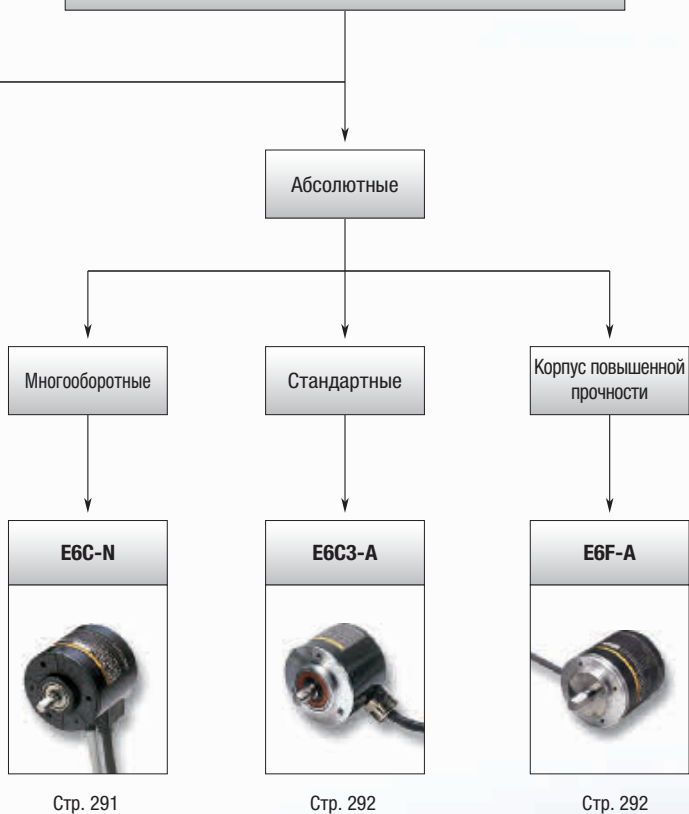 Абсолютные
Многооборотные
Стандартные
Корпус повышенной
прочности
E6C-N
E6C3-A
E6F-A
Стр. 291
Стр. 292
Стр. 292